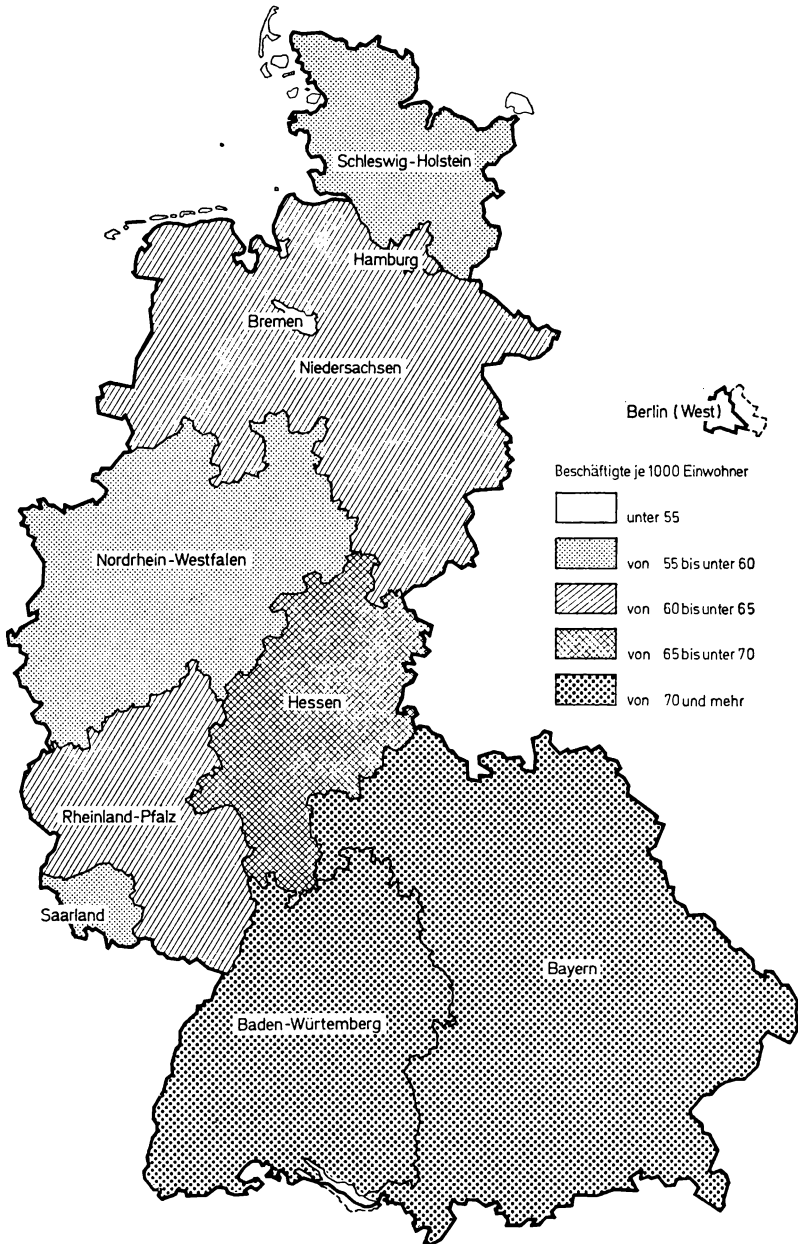 Schleswig-Holstein
Hamburg
Bremen
Niedersachsen
Berlin (West)
Beschäftigte je 1000 Einwohner
unter 55
von 55 bis unter 60
von 60 bis unter 65
von 65 bis unter 70
von 70 und mehr
Nordrhein-Westfalen
Hessen
Rheinland-Pfalz
Saarland
Bayern
Baden-Würtemberg